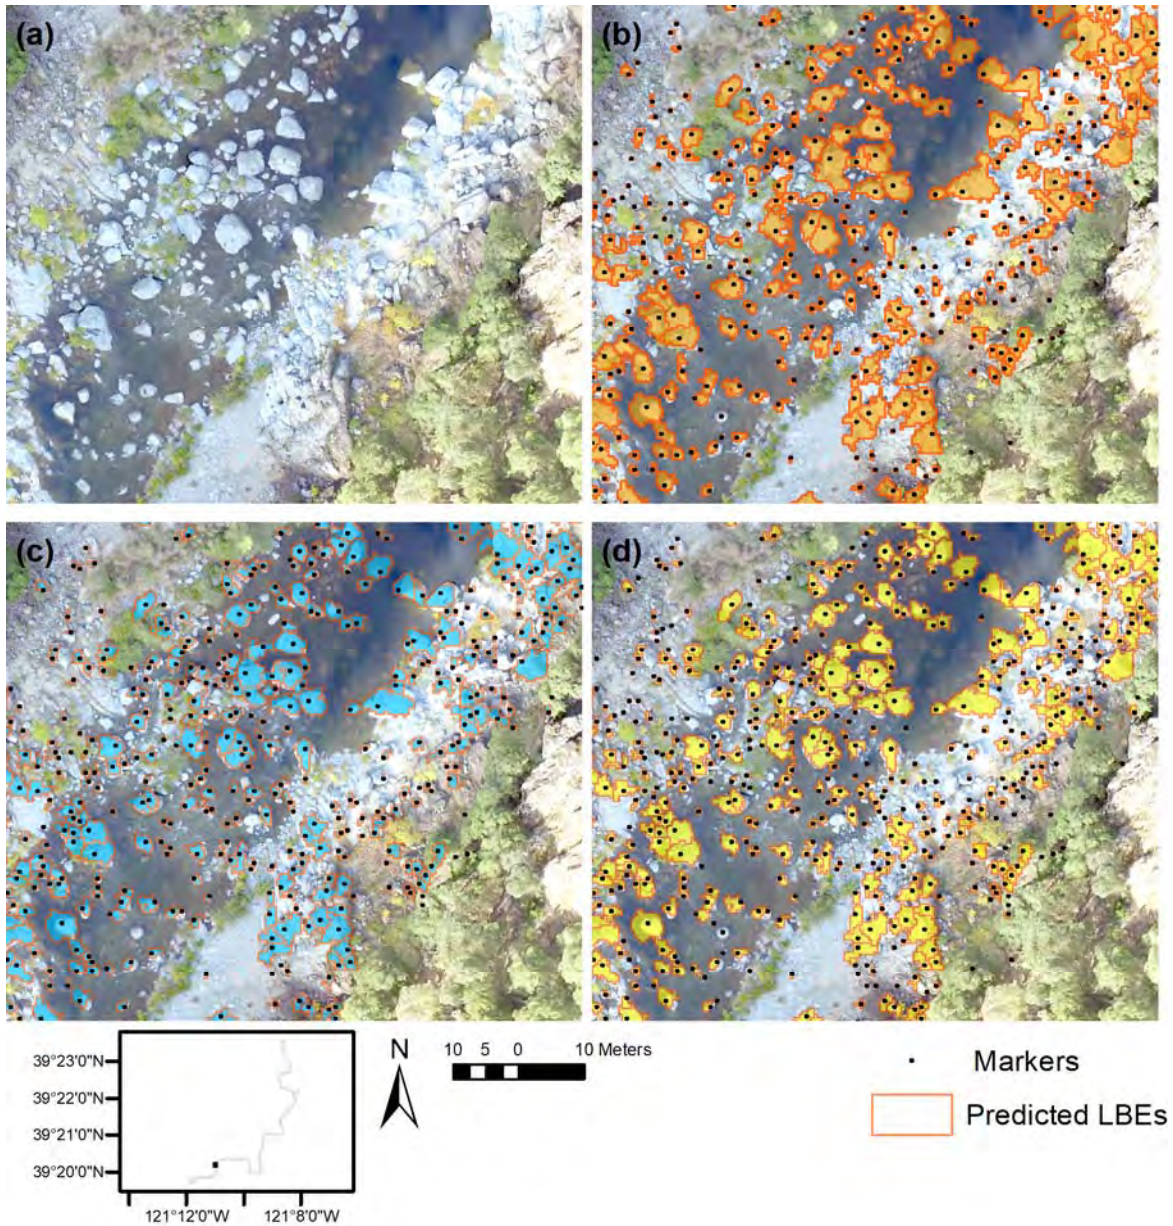 (a)
(b)
(c)
(d)
39°23'0"N
39°22'0"N
39°21'0"N
39°20'0"N
121°12'0"W
121°8'0"W
N
10 5 0 10 Meters
Markers
Predicted LBEs